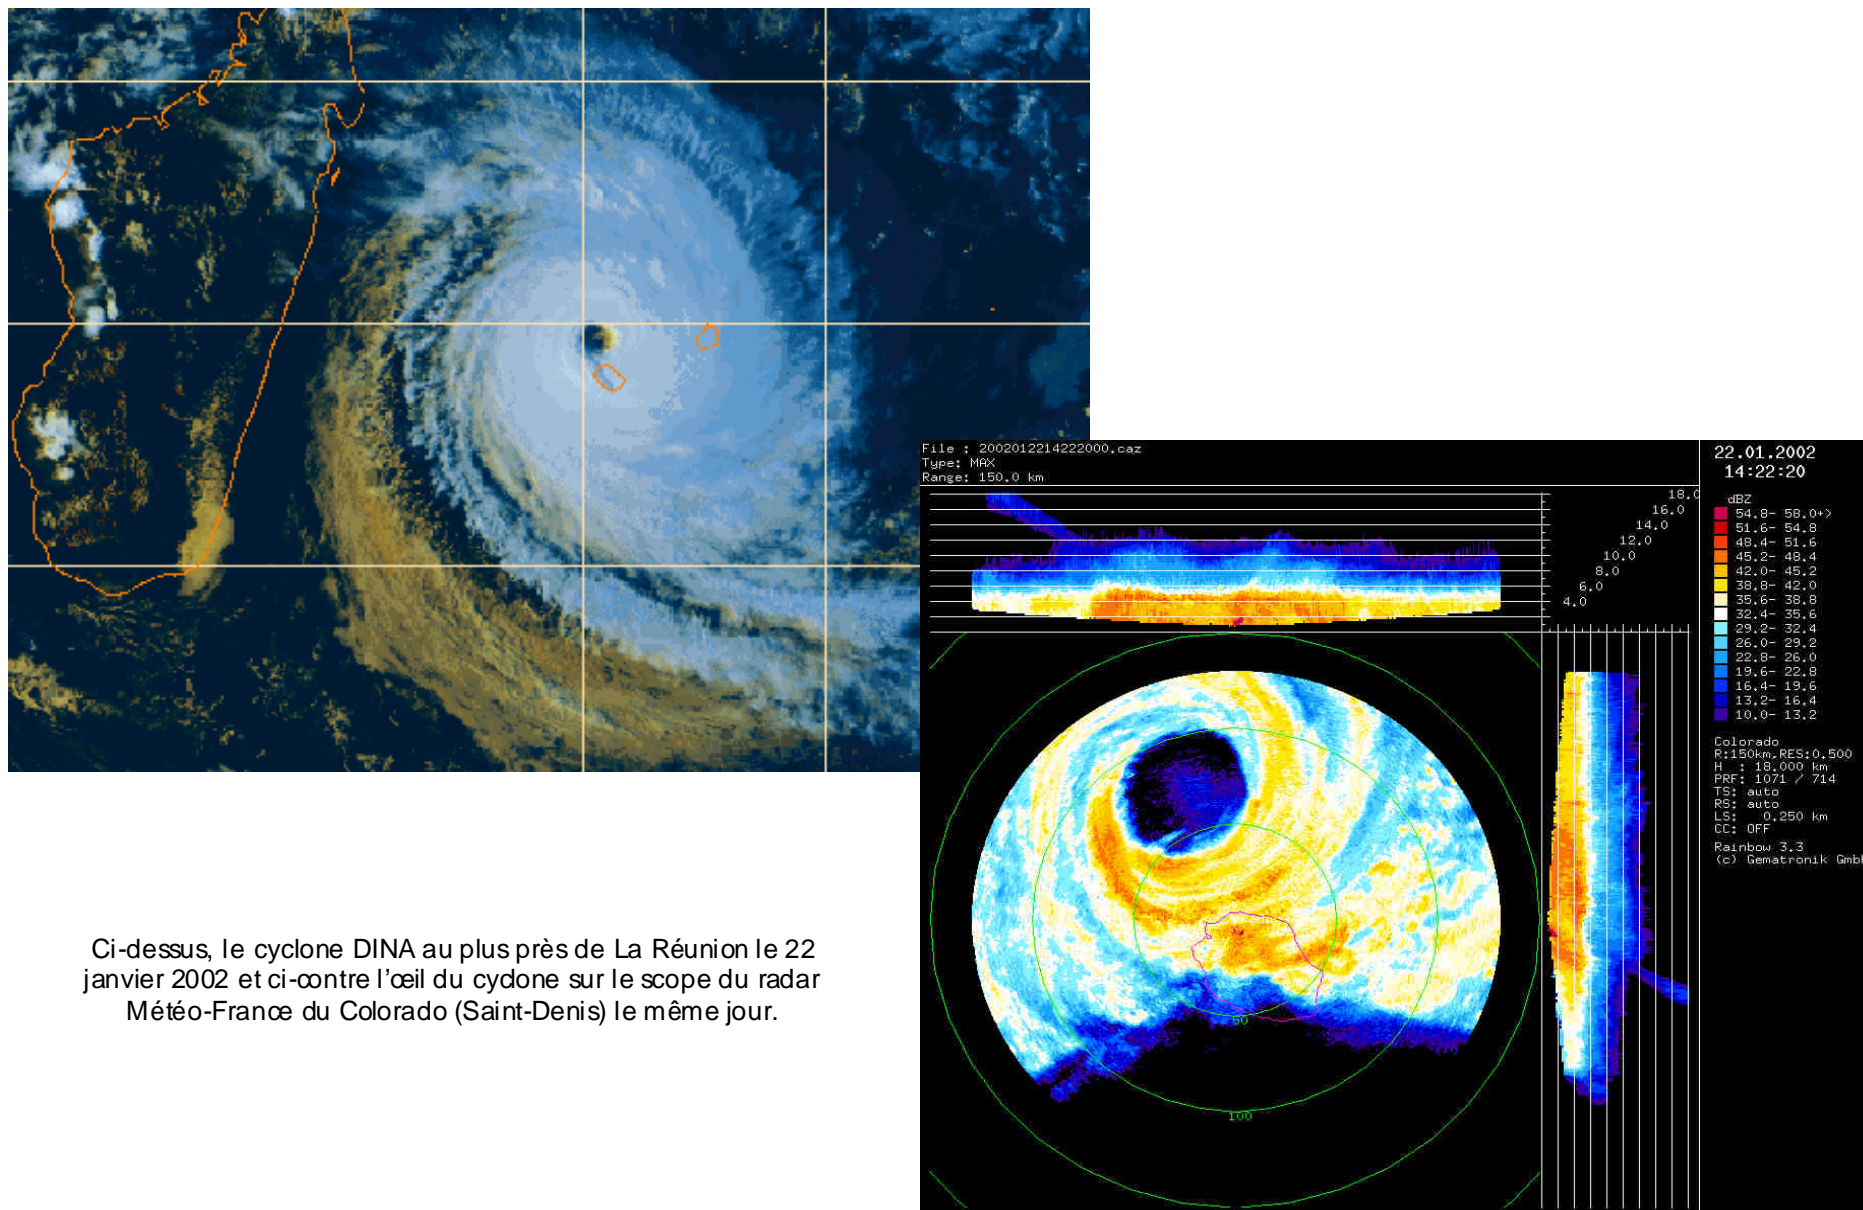 File : 2002012214222000.caz
Type: MAX
Range: 150.0 km
18.0
16.0
14.0
12.0
10.0
8.0
6.0
4.0
50
100
22.01.2002
14:22:20
dBZ
54.8- 58.0+>
51.6- 54.8
48.4- 51.6
45.2- 48.4
42.0- 45.2
38.8- 42.0
35.6- 38.8
32.4- 35.6
29.2- 32.4
26.0- 29.2
22.8- 26.0
19.6- 22.8
16.4- 19.6
13.2- 16.4
10.0- 13.2
Colorado
R:150km,RES:0.500
H : 18.000 km
PRF: 1071 / 714
TS: auto
RS: auto
LS: 0.250 km
CC: OFF
Rainbow 3.3
(c) Gematronik Gmb
Ci-dessus, le cyclone DINA au plus près de La Réunion le 22
janvier 2002 et ci-contre l'œil du cyclone sur le scope du radar
Météo-France du Colorado (Saint-Denis) le même jour.